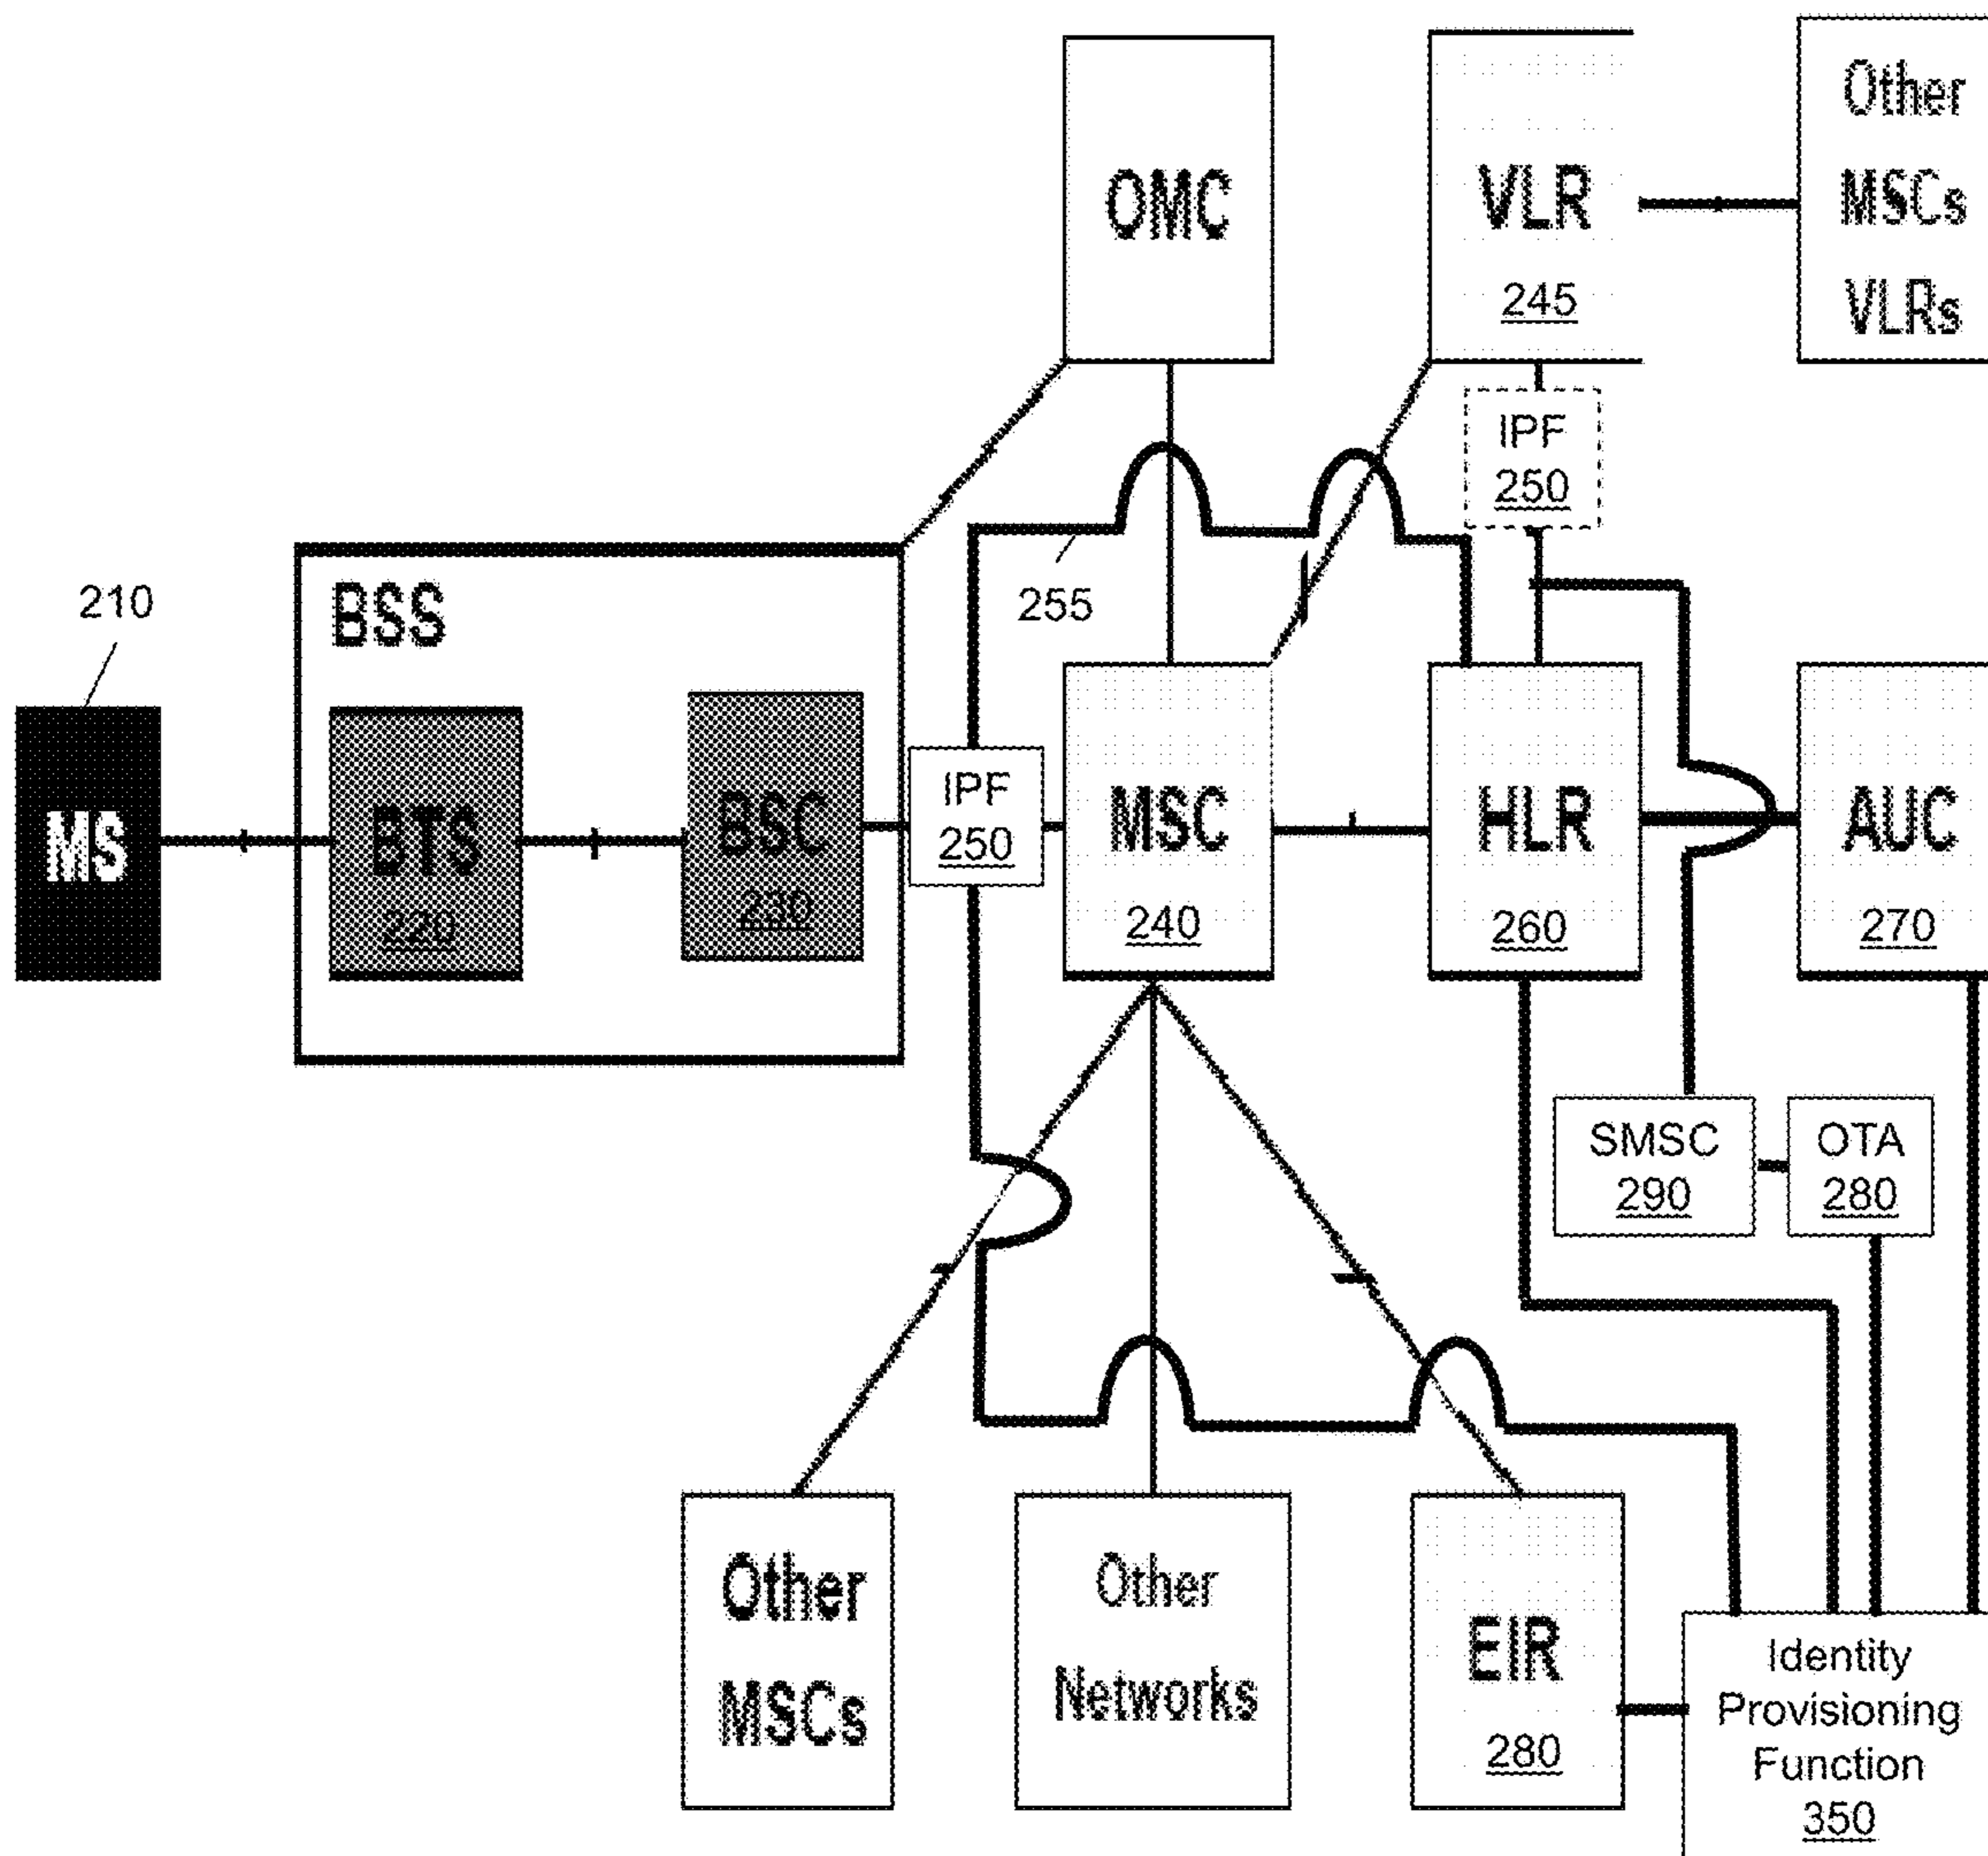 OMC
VLR
245
Other
MSCs
VLRs
IPF
250
255
210
BSS
MS
BTS
220
BSC
230
IPF
250
MSC
240
HLR
260
AUC
270
SMSC
290
OTA
280
Other
MSCs
Other
Networks
EIR
280
Identity
Provisioning
Function
350